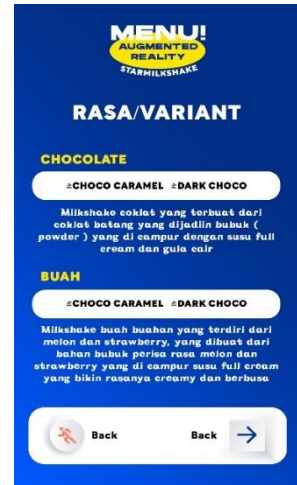 MENU!
AUGMENTED
REALITY
STARMILKSHAKE
RASA/VARIANT
CHOCOLATE
#CHOCO CARAMEL #DARK CHOCO
Milkshake coklat yang terbuat dari
coklat batang yang dijadiin bubuk (
powder ) yang di campur dengan susu full
cream dan gula cair
BUAH
#CHOCO CARAMEL #DARK CHOCO
Milkshake buah buahan yang terdiri dari
melon dan strawberry, yang dibuat dari
bahan bubuk perisa rasa melon dan
strawberry yang di campur susu full cream
yang bikin rasanya creamy dan berbusa
Back Back